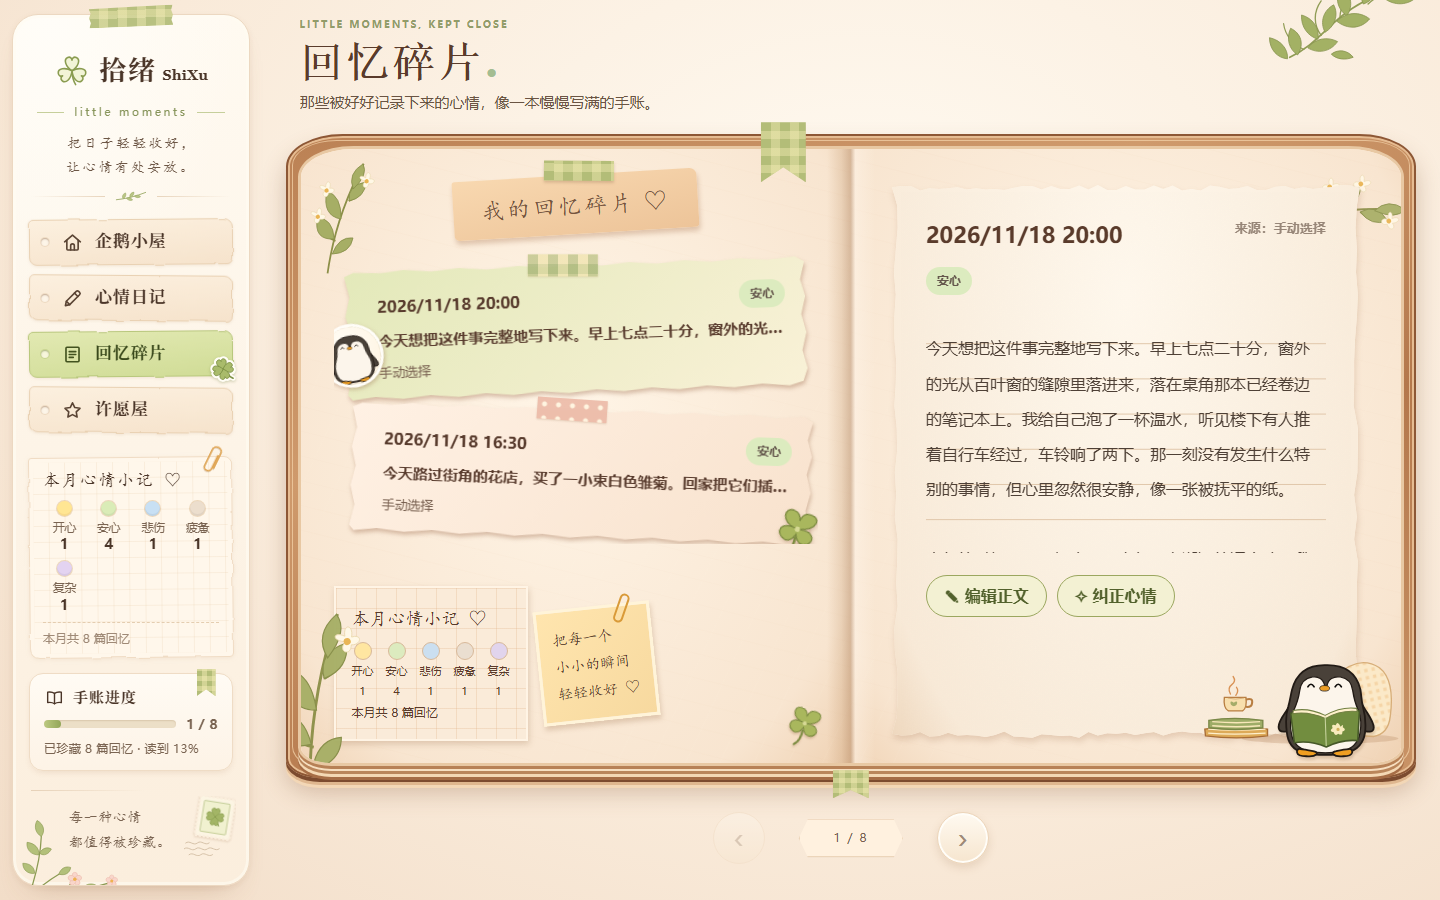 拾绪 ShiXu
little moments
把日子轻轻收好，
让心情有处安放。
企鹅小屋
心情日记
回忆碎片
许愿屋
本月心情小记 ♡
开心 安心 悲伤 疲惫
1 4 1 1
复杂
1
本月共 8 篇回忆
手账进度
1 / 8
已珍藏 8 篇回忆 · 读到 13%
每一种心情
都值得被珍藏。
LITTLE MOMENTS, KEPT CLOSE
回忆碎片.
那些被好好记录下来的心情，像一本慢慢写满的手账。
我的回忆碎片 ♡
2026/11/18 20:00
安心
今天想把这件事完整地写下来。早上七点二十分，窗外的光...
手动选择
2026/11/18 16:30
安心
今天路过街角的花店，买了一小束白色雏菊。回家把它们插...
手动选择
本月心情小记 ♡
开心 安心 悲伤 疲惫 复杂
1 4 1 1 1
本月共 8 篇回忆
把每一个
小小的瞬间
轻轻收好 ♡
2026/11/18 20:00
来源：手动选择
安心
今天想把这件事完整地写下来。早上七点二十分，窗外
的光从百叶窗的缝隙里落进来，落在桌角那本已经卷边
的笔记本上。我给自己泡了一杯温水，听见楼下有人推
着自行车经过，车铃响了两下。那一刻没有发生什么特
别的事情，但心里忽然很安静，像一张被抚平的纸。
编辑正文
纠正心情
1 / 8